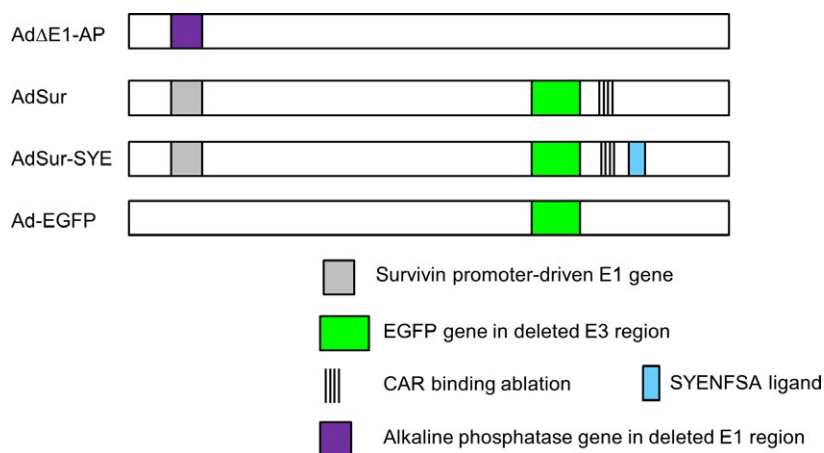 AdΔE1-AP
AdSur
AdSur-SYE
Ad-EGFP
Survivin promoter-driven E1 gene
EGFP gene in deleted E3 region
CAR binding ablation
SYENFSA ligand
Alkaline phosphatase gene in deleted E1 region